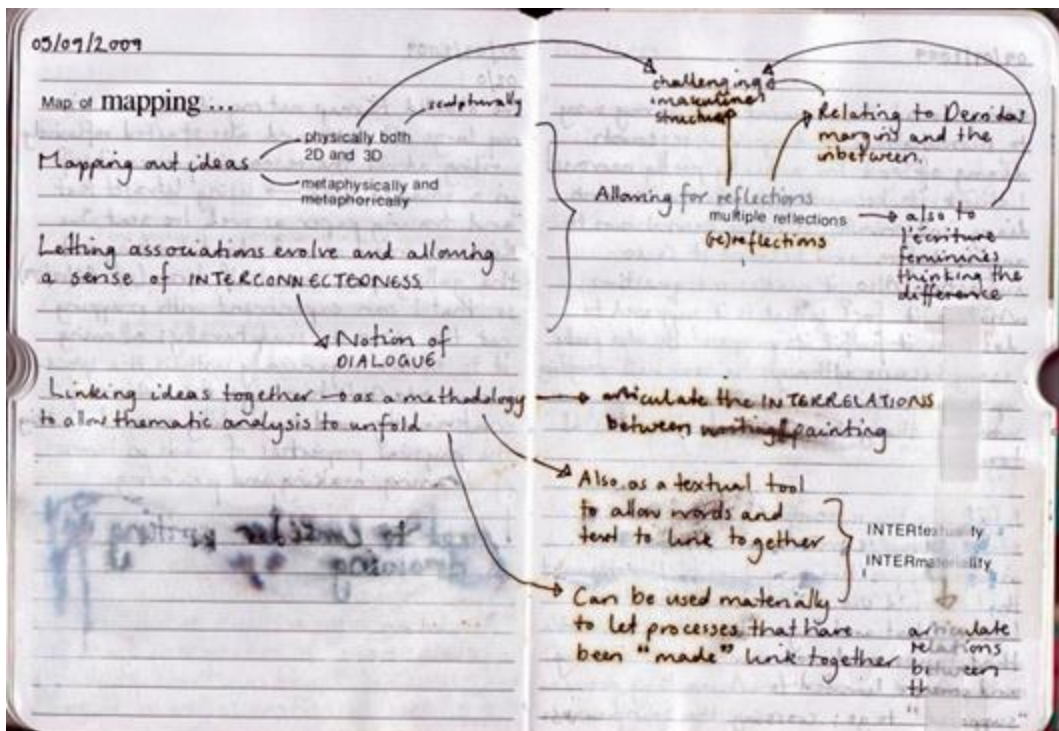 05/09/2009
Map of mapping ...
sculpturally
physically both
2D and 3D
Mapping out ideas
metaphysically and
metaphorically
Letting associations evolve and allowing
a sense of INTERCONNECTEDNESS
Notion of
DIALOGUE
Linking ideas together → as a methodology
to allow thematic analysis to unfold
challenging
masculine
structure
Relating to Derridas
margins and the
inbetween.
Allowing for reflections
multiple reflections
(re)reflections
also to
l'écriture
feminines
thinking the
difference
articulate the INTERRELATIONS
between writing & painting
Also as a textual tool
to allow words and
text to link together
INTERtextuality
INTERmateriality
Can be used materially
to let processes that have
been "made" link together
articulate
relations
between
them